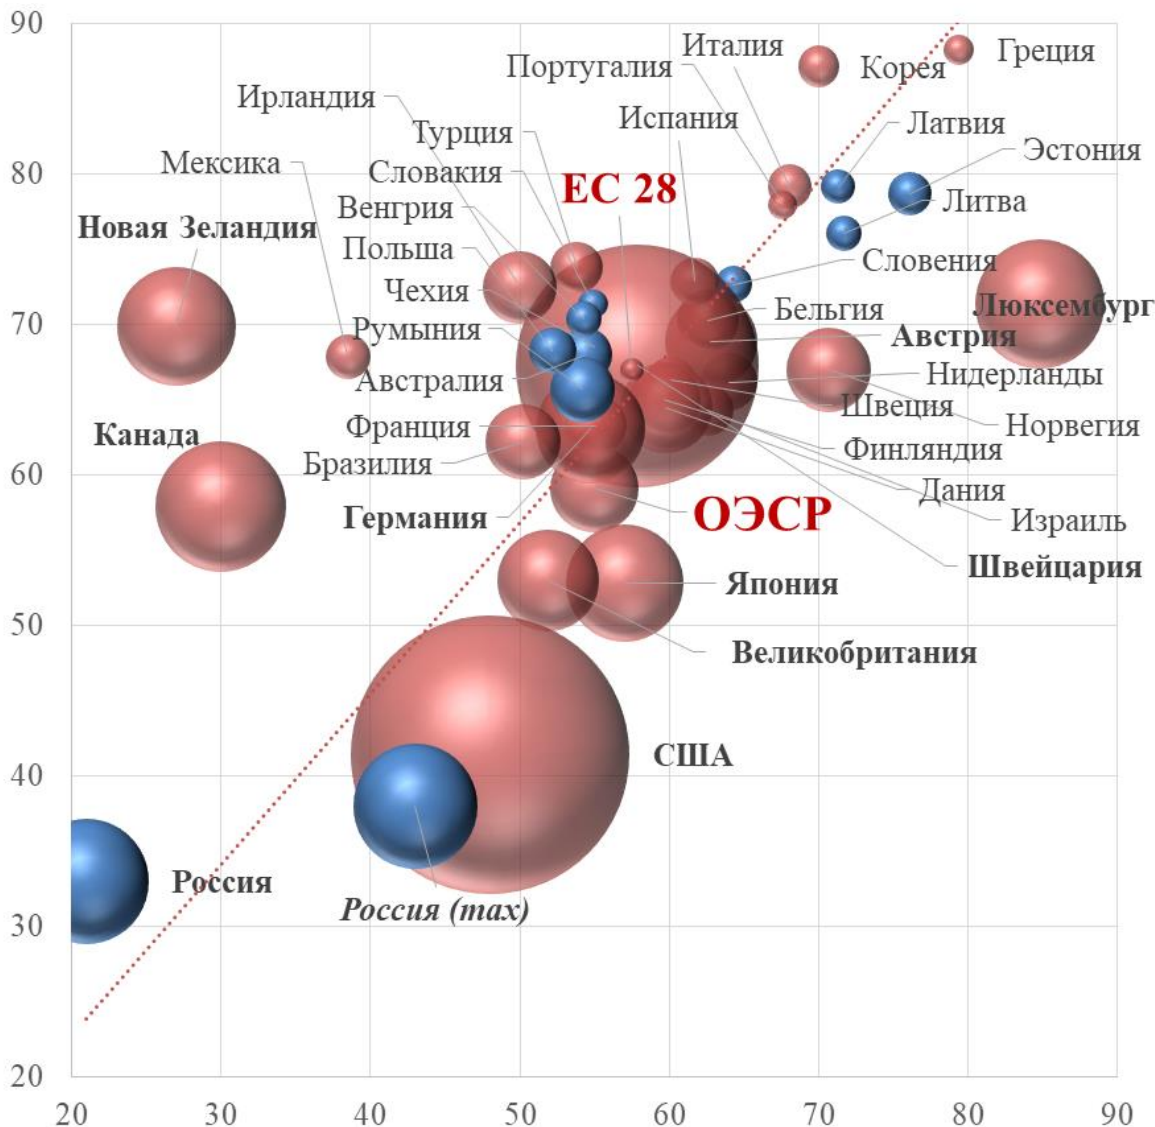 90
Италия
Греция
Португалия
Корея
Ирландия
Испания
Латвия
Турция
Эстония
Мексика
80
Словакия
ЕС 28
Литва
Венгрия
Новая Зеландия
Польша
Словения
Чехия
Люксембург
Бельгия
70
Румыния
Австрия
Австралия
Нидерланды
Швеция
Франция
Норвегия
Канада
Финляндия
Бразилия
60
Дания
Германия
ОЭСР
Израиль
Швейцария
Япония
50
Великобритания
США
40
Россия
Россия (max)
30
20
20 30 40 50 60 70 80 90